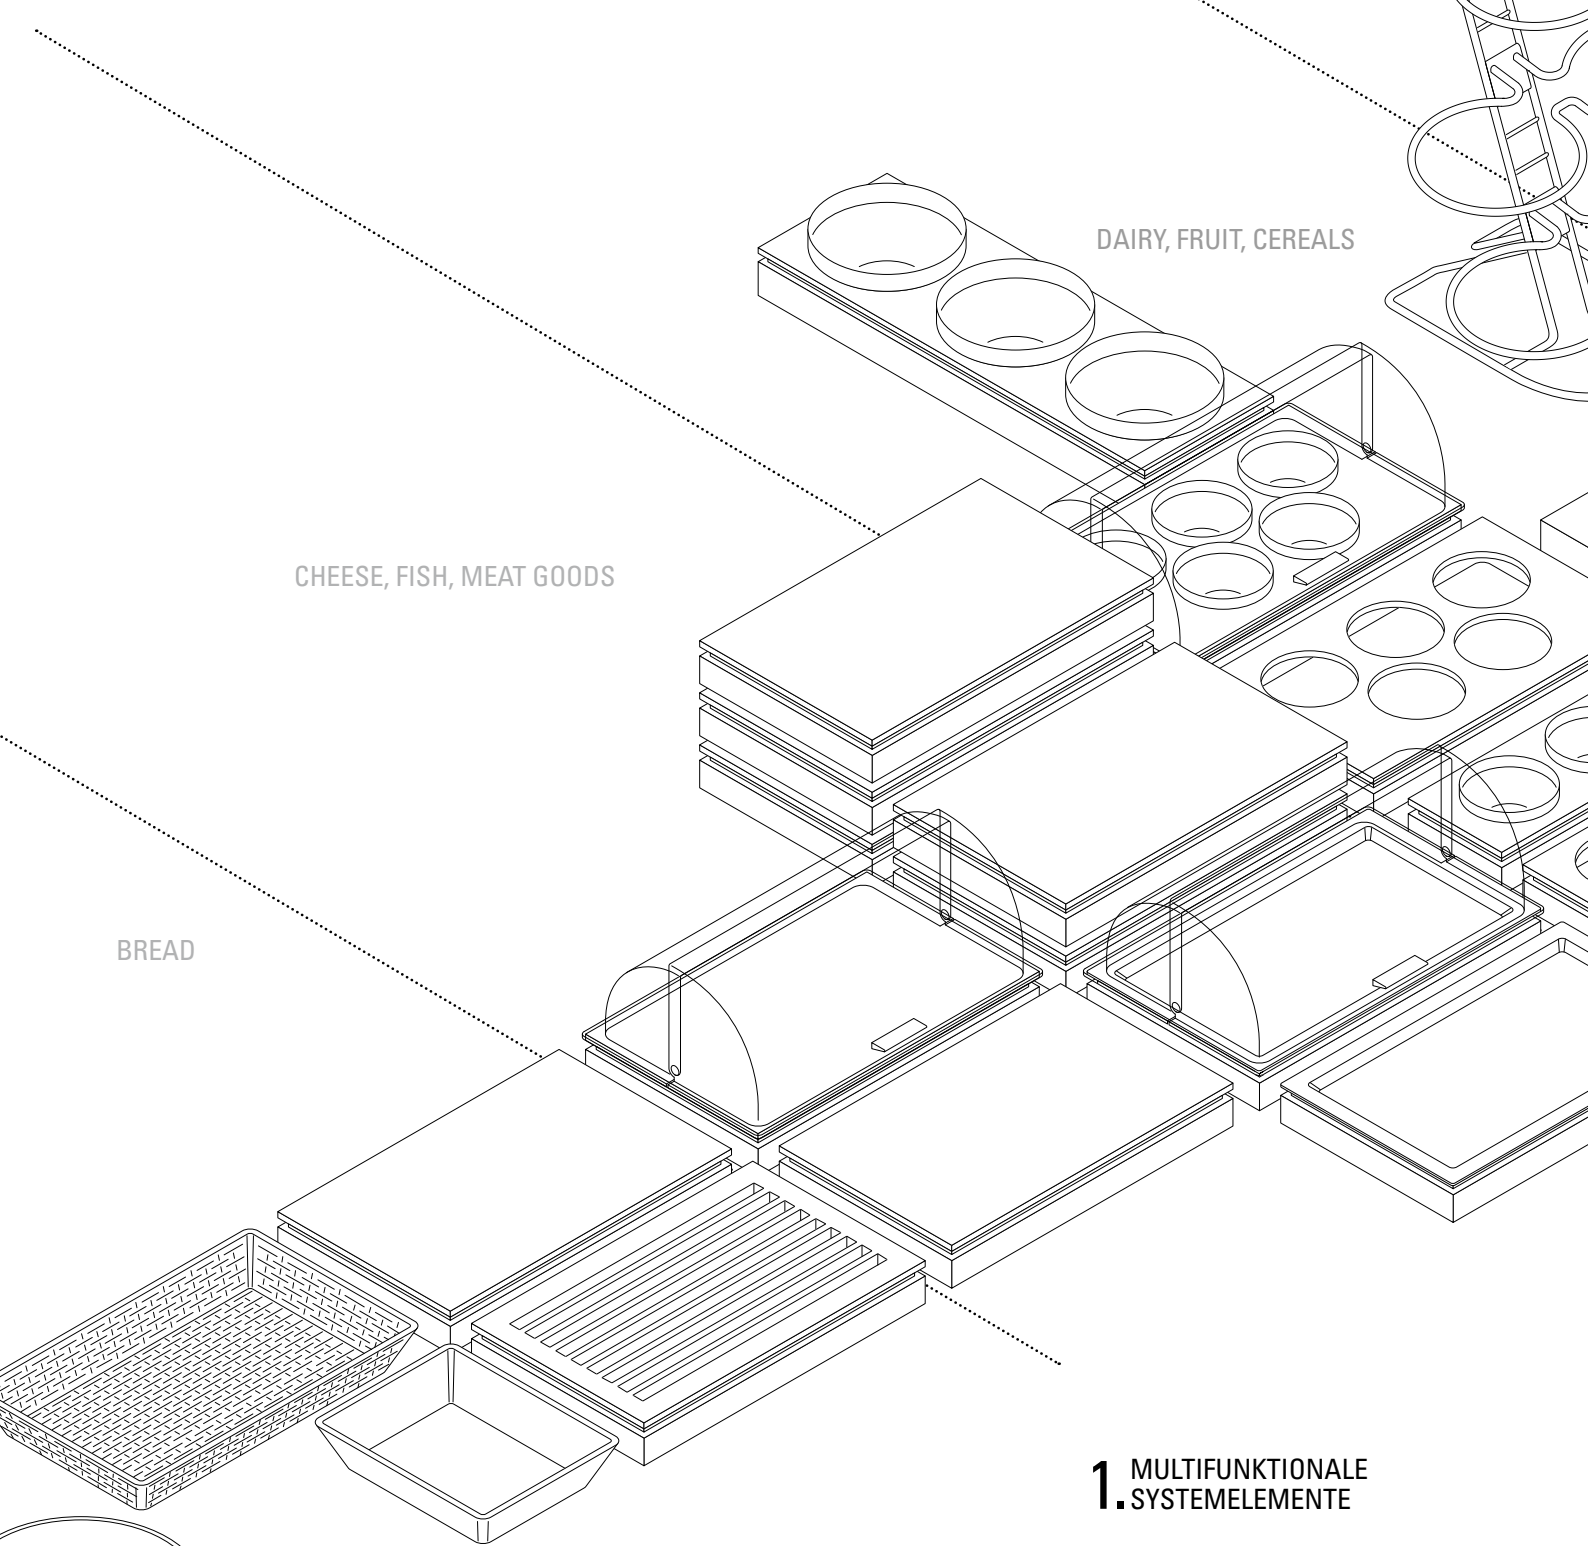 DAIRY, FRUIT, CEREALS
CHEESE, FISH, MEAT GOODS
BREAD
1. MULTIFUNKTIONALE
SYSTEMELEMENTE